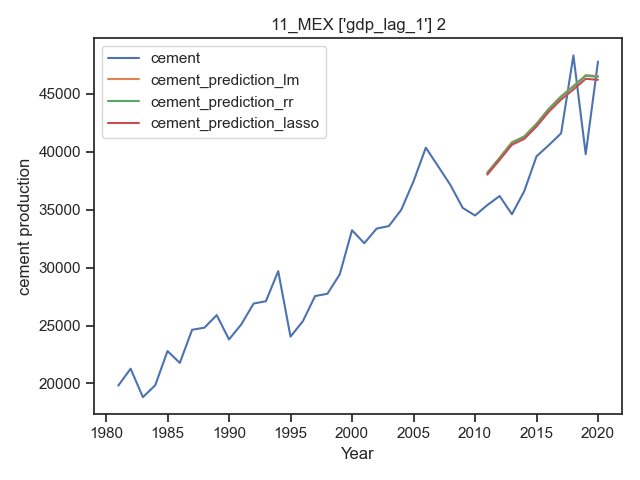 11_MEX ['gdp_lag_1'] 2
cement
cement_prediction_lm
cement_prediction_rr
cement_prediction_lasso
45000
40000
35000
30000
25000
20000
cement production
1980 1985 1990 1995 2000 2005 2010 2015 2020
Year